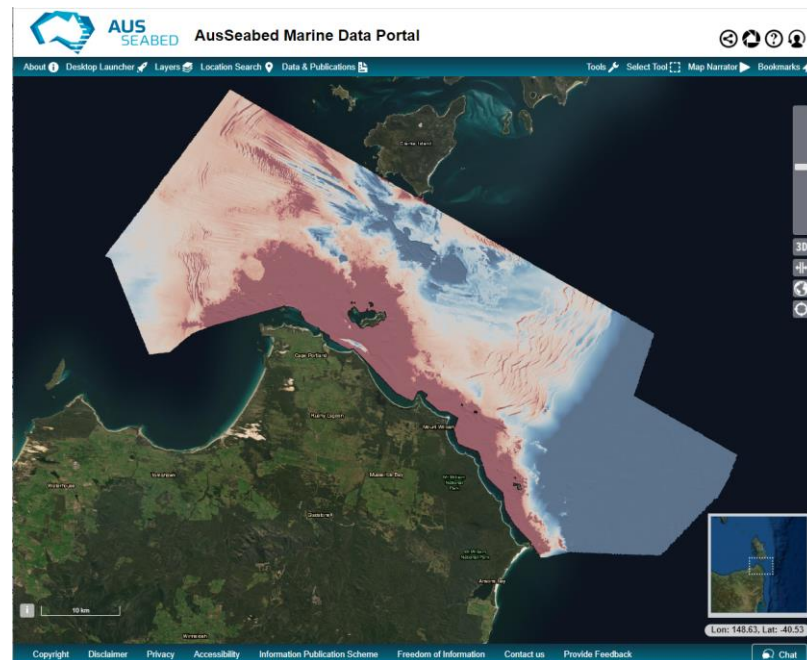 AUS
SEABED
AusSeabed Marine Data Portal
About Desktop Launcher Layers Location Search Data & Publications Tools Select Tool Map Narrator Bookmarks
3D
Cape Portland
Gladstone
Waterhouse
i
10 km
Lon: 148.63, Lat: -40.53
Copyright Disclaimer Privacy Accessibility Information Publication Scheme Freedom of Information Contact us Provide Feedback Chat